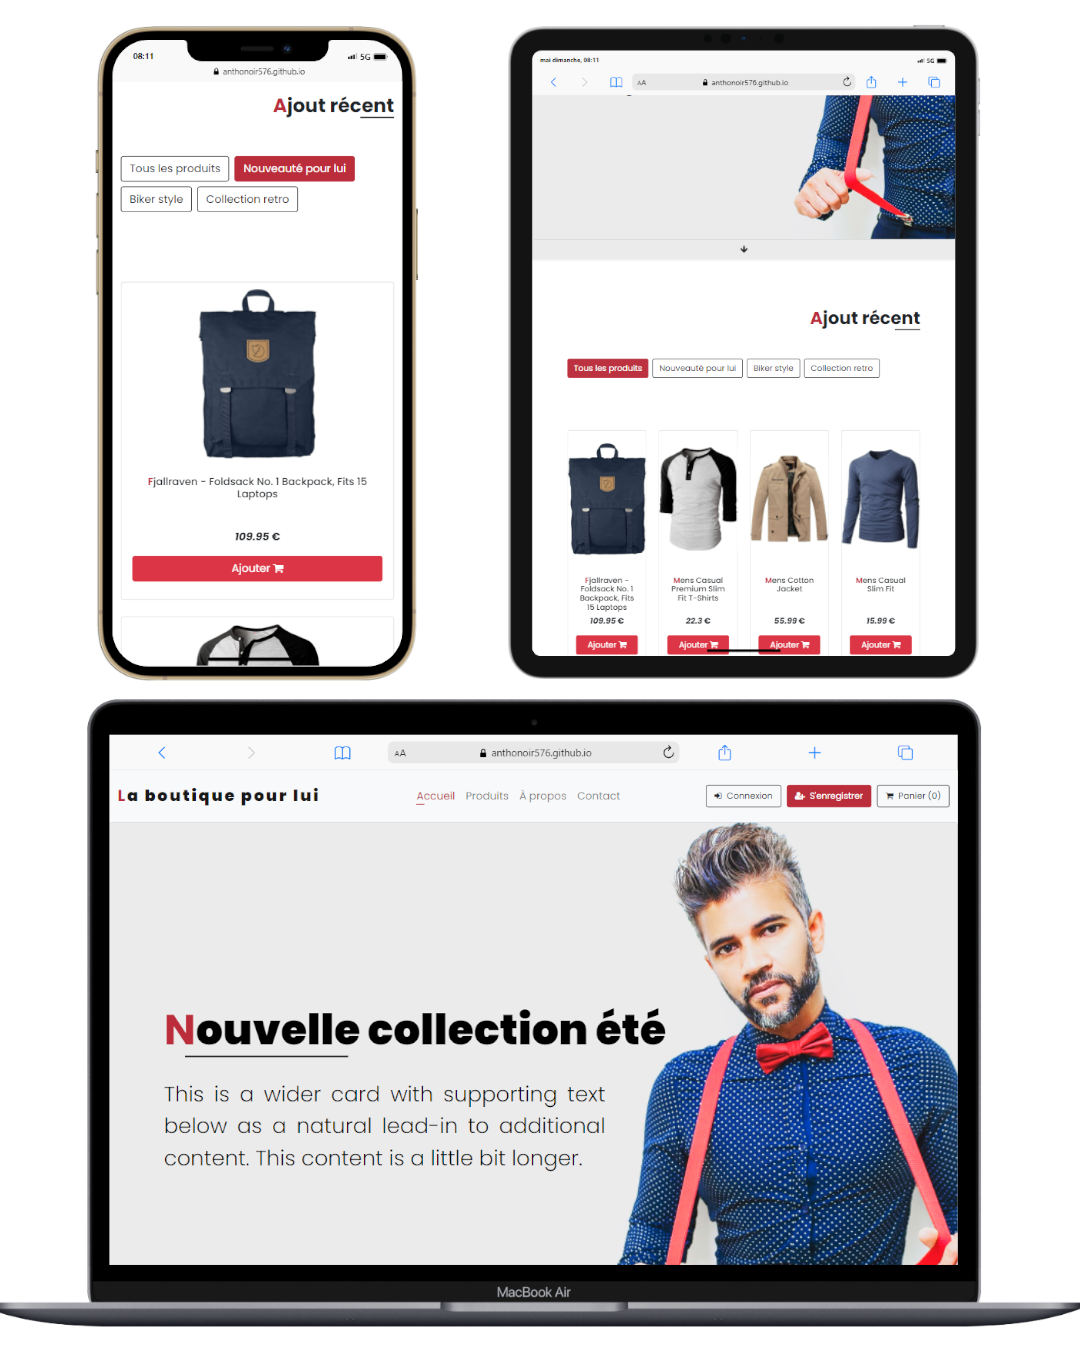 08:11
5G
anthonoir576.github.io
Ajout récent
Tous les produits
Nouveauté pour lui
Biker style
Collection retro
Fjallraven - Foldsack No. 1 Backpack, Fits 15
Laptops
109.95 €
Ajouter
mai dimanche, 08:11
5G
AA
anthonoir576.github.io
Ajout récent
Tous les produits
Nouveauté pour lui
Biker style
Collection retro
Fjallraven -
Foldsack No. 1
Backpack, Fits
15 Laptops
109.95 €
Ajouter
Mens Casual
Premium Slim
Fit T-Shirts
22.3 €
Ajouter
Mens Cotton
Jacket
55.99 €
Ajouter
Mens Casual
Slim Fit
15.99 €
Ajouter
AA
anthonoir576.github.io
La boutique pour lui
Accueil
Produits
À propos
Contact
Connexion
S'enregistrer
Panier (0)
Nouvelle collection été
This is a wider card with supporting text
below as a natural lead-in to additional
content. This content is a little bit longer.
MacBook Air